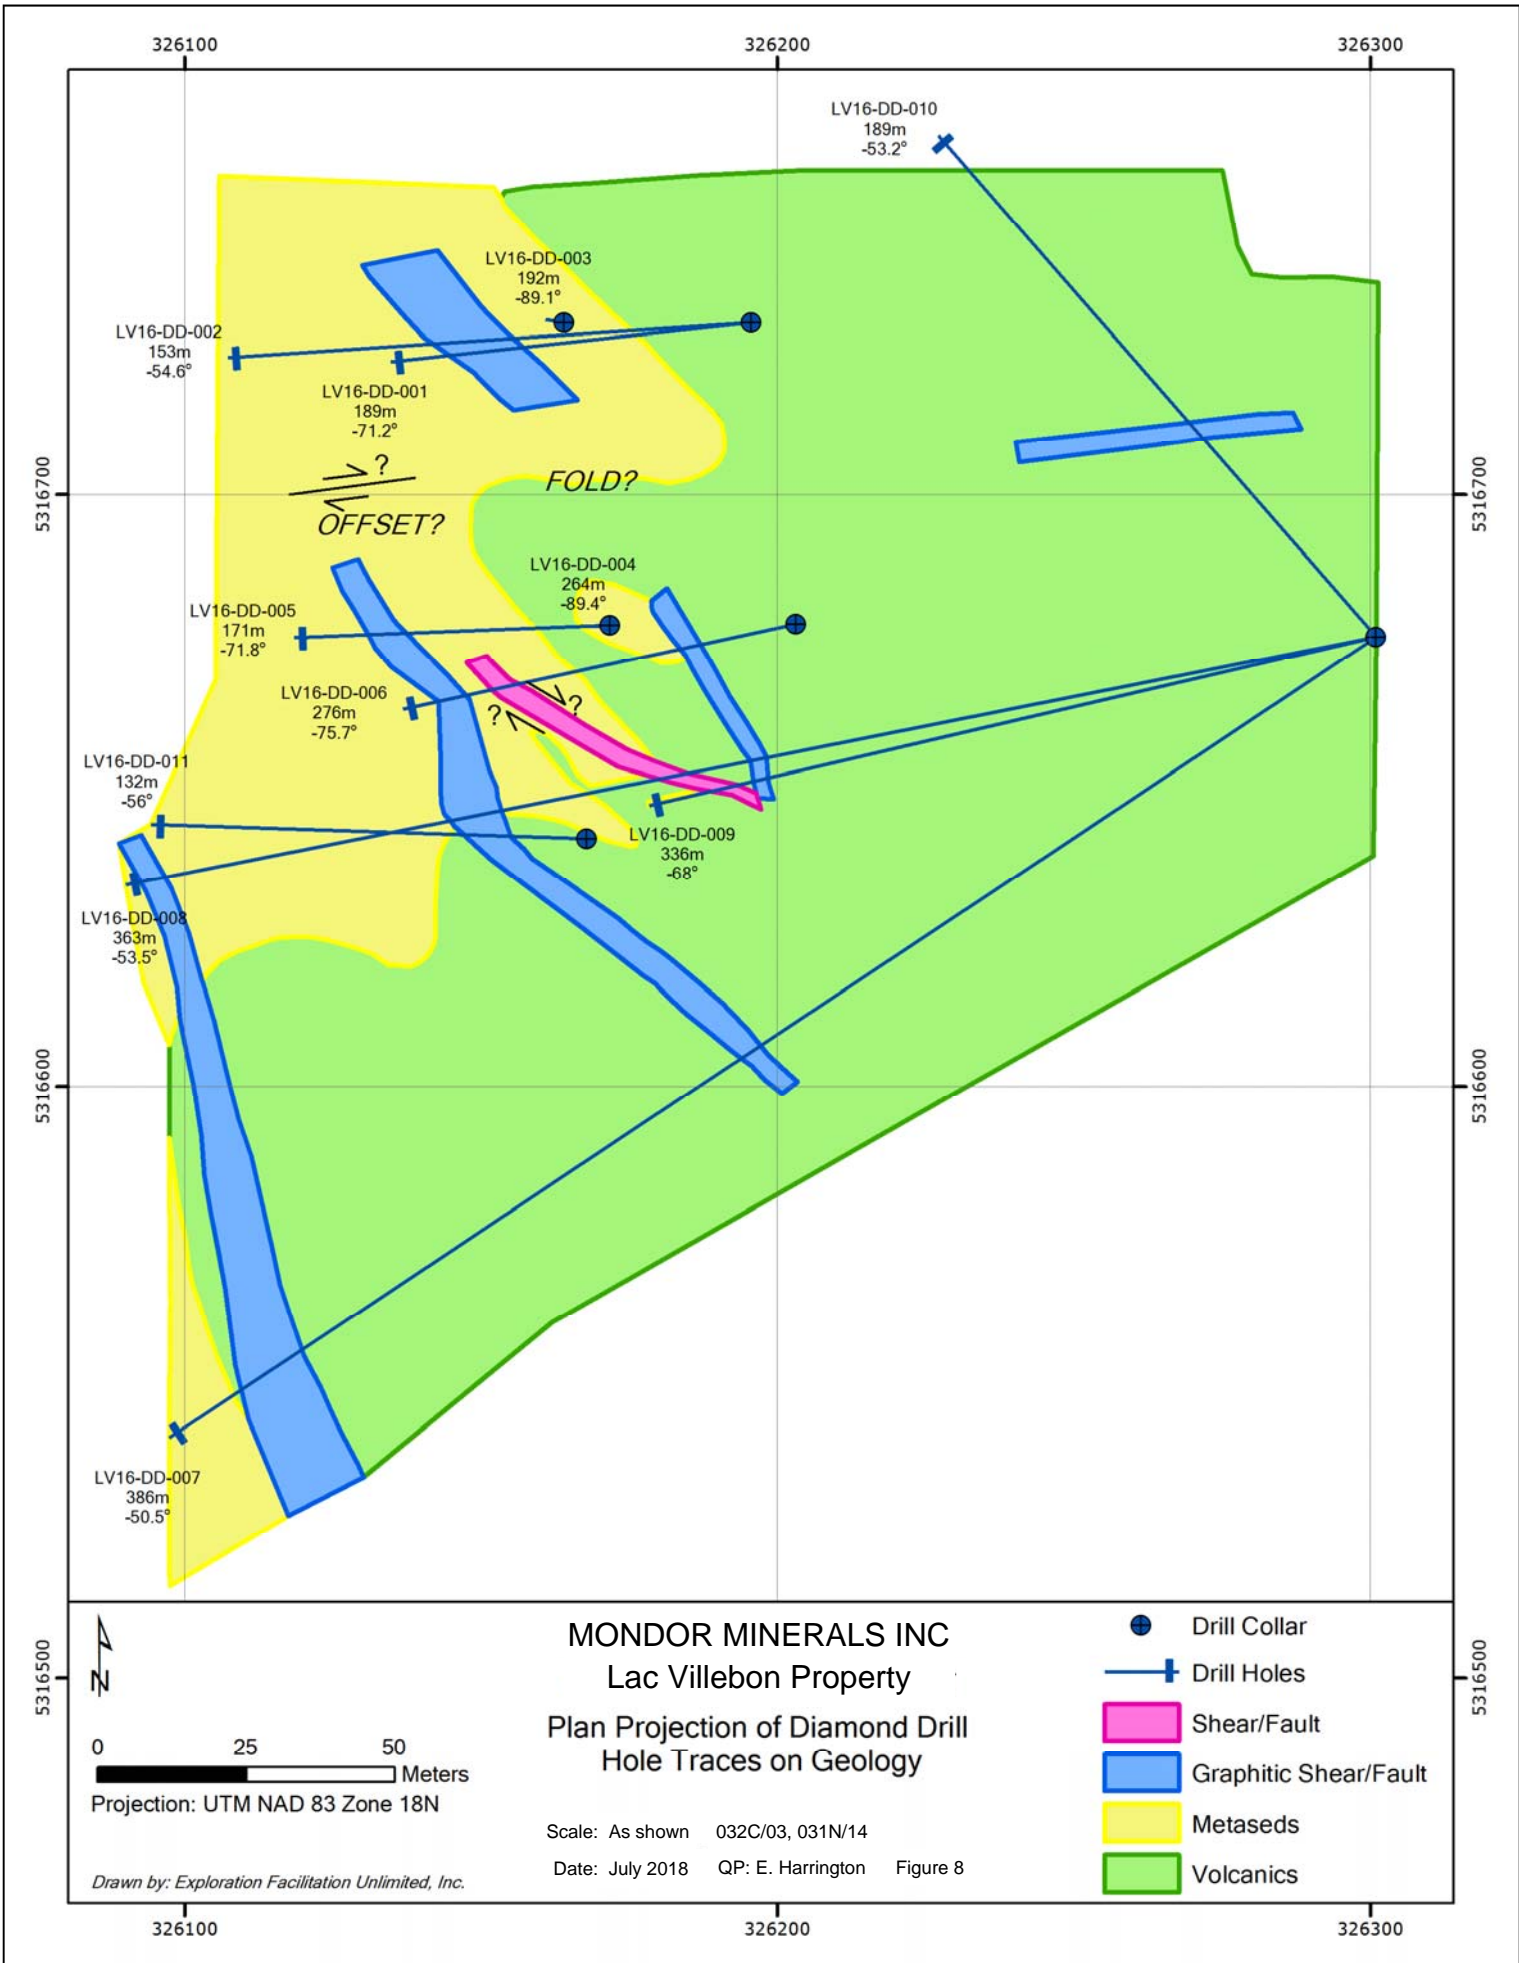 326100
326200
326300
LV16-DD-010
189m
-53.2°
LV16-DD-003
192m
-89.1°
LV16-DD-002
153m
-54.6°
LV16-DD-001
189m
-71.2°
?
FOLD?
OFFSET?
5316700
5316700
LV16-DD-004
264m
-89.4°
LV16-DD-005
171m
-71.8°
LV16-DD-006
276m
-75.7°
?
?
LV16-DD-011
132m
-56°
LV16-DD-009
336m
-68°
LV16-DD-008
363m
-53.5°
5316600
5316600
LV16-DD-007
386m
-50.5°
5316500
5316500
N
0 25 50
Meters
Projection: UTM NAD 83 Zone 18N
Drawn by: Exploration Facilitation Unlimited, Inc.
MONDOR MINERALS INC
Lac Villebon Property
Plan Projection of Diamond Drill
Hole Traces on Geology
Scale: As shown 032C/03, 031N/14
Date: July 2018 QP: E. Harrington Figure 8
Drill Collar
Drill Holes
Shear/Fault
Graphitic Shear/Fault
Metaseds
Volcanics
326100
326200
326300